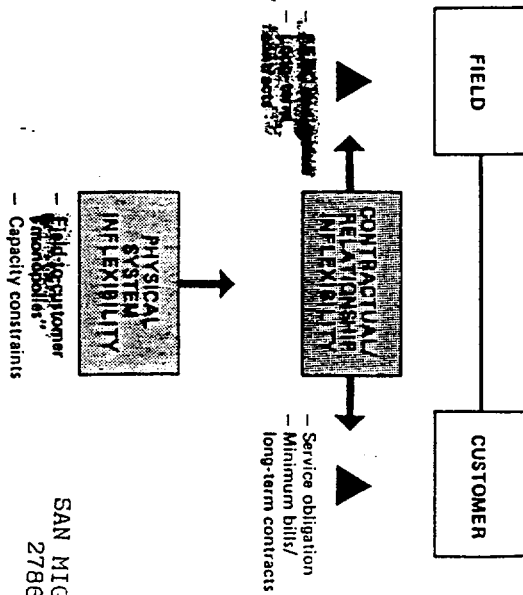 FIELD
CUSTOMER
CONTRACTUAL/
RELATIONSHIP
INFLEXIBILITY
–
– Service obligation
– Minimum bills/
long-term contracts
PHYSICAL
SYSTEM
INFLEXIBILITY
– Field-to-customer
"monopolies"
– Capacity constraints
SAN MIG
2786